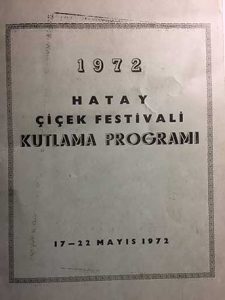 1972
HATAY
ÇİÇEK FESTİVALİ
KUTLAMA PROGRAMI
17-22 MAYIS 1972